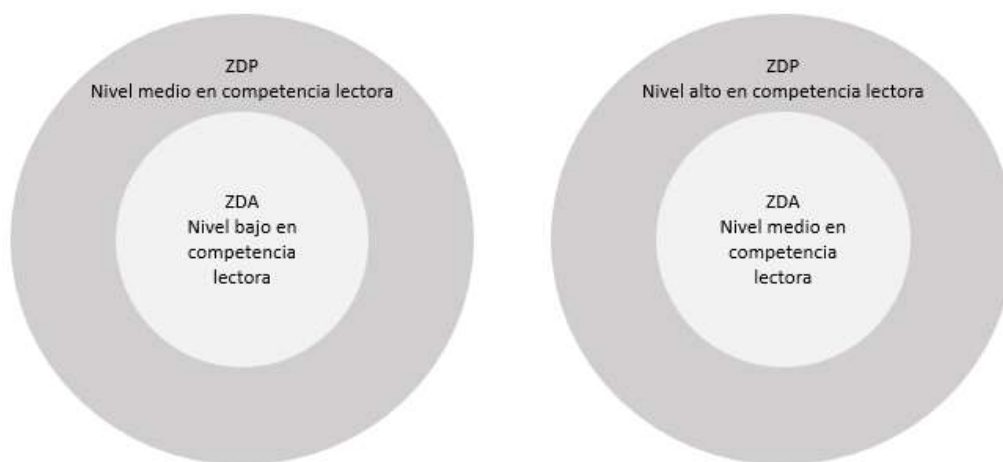 ZDP
Nivel medio en competencia lectora
ZDA
Nivel bajo en
competencia
lectora
ZDP
Nivel alto en competencia lectora
ZDA
Nivel medio en
competencia
lectora